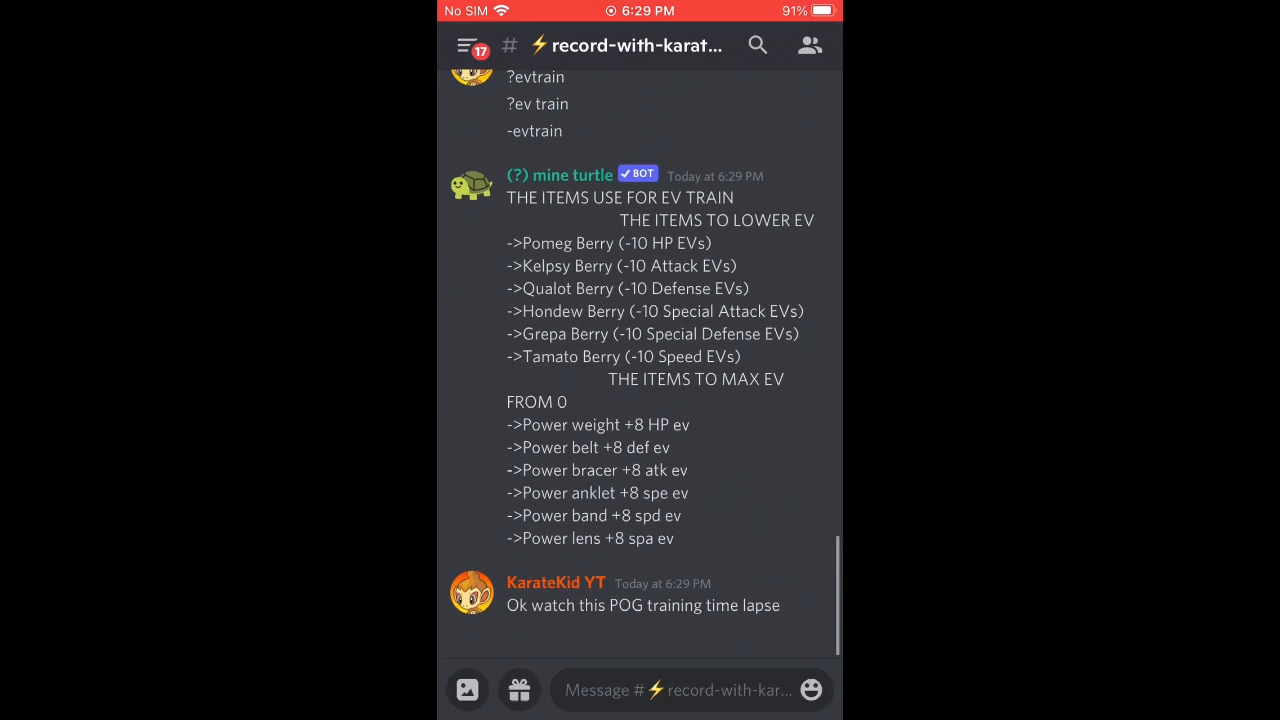 No SIM 6:29 PM 91%
17 # ⚡record-with-karat...
?evtrain
?ev train
-evtrain
(?) mine turtle ✓ BOT Today at 6:29 PM
THE ITEMS USE FOR EV TRAIN
THE ITEMS TO LOWER EV
->Pomeg Berry (-10 HP EVs)
->Kelpsy Berry (-10 Attack EVs)
->Qualot Berry (-10 Defense EVs)
->Hondew Berry (-10 Special Attack EVs)
->Grepa Berry (-10 Special Defense EVs)
->Tamato Berry (-10 Speed EVs)
THE ITEMS TO MAX EV
FROM 0
->Power weight +8 HP ev
->Power belt +8 def ev
->Power bracer +8 atk ev
->Power anklet +8 spe ev
->Power band +8 spd ev
->Power lens +8 spa ev
KarateKid YT Today at 6:29 PM
Ok watch this POG training time lapse
Message #⚡record-with-kar...